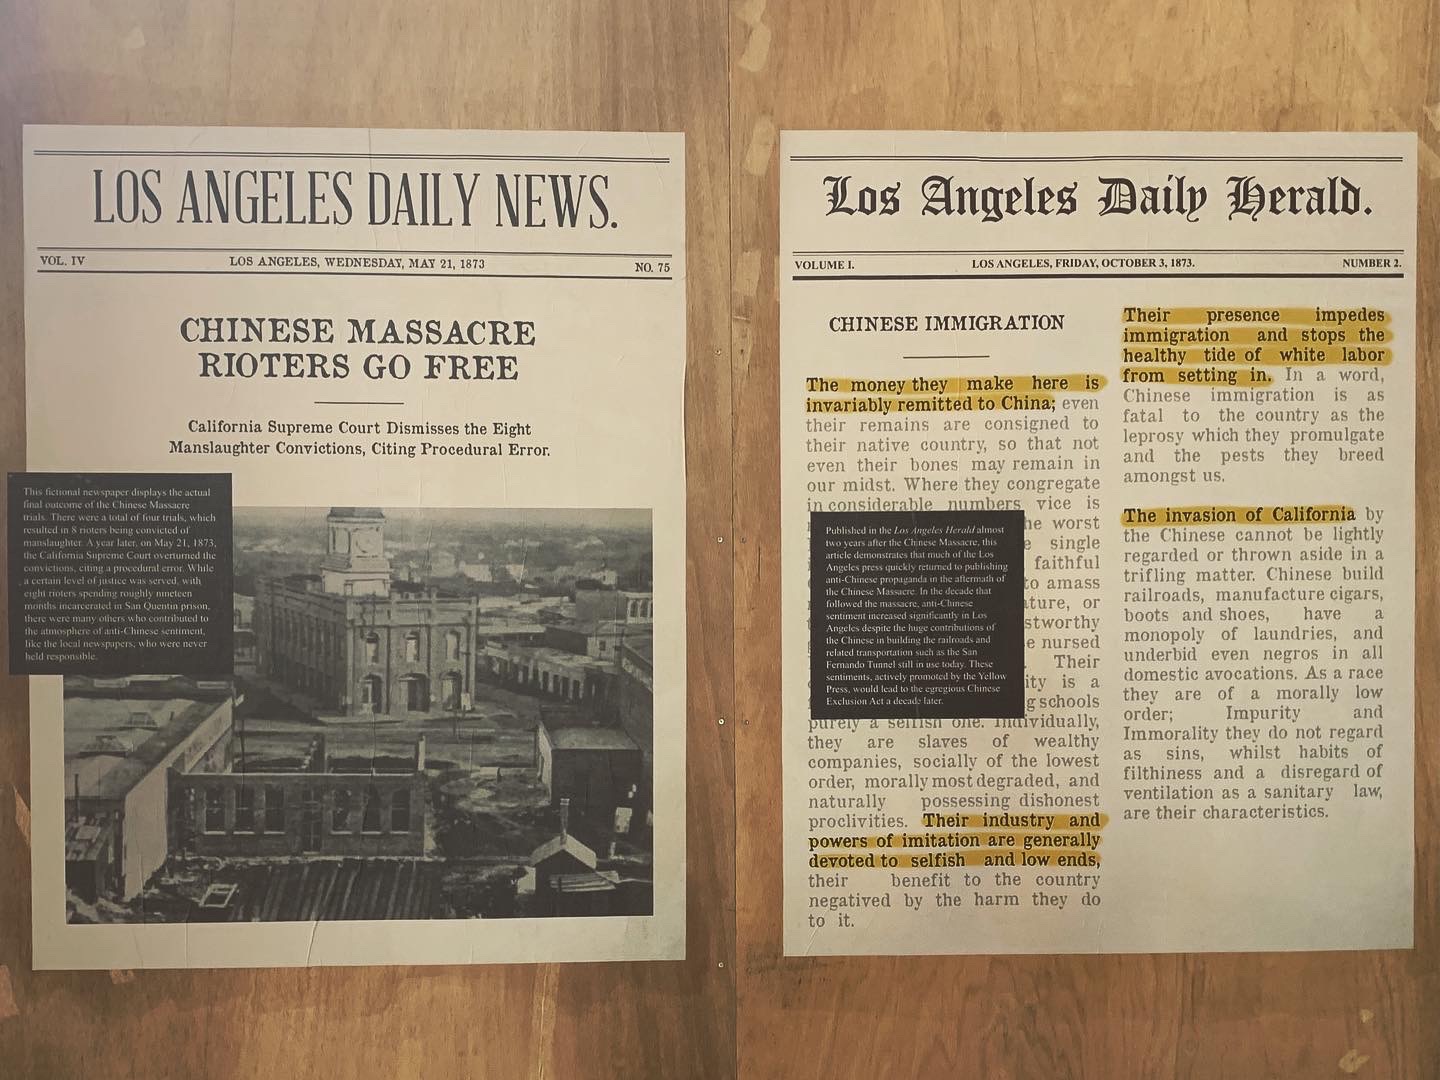 LOS ANGELES DAILY NEWS.
VOL. IV LOS ANGELES, WEDNESDAY, MAY 21, 1873 NO. 75
CHINESE MASSACRE
RIOTERS GO FREE
California Supreme Court Dismisses the Eight
Manslaughter Convictions, Citing Procedural Error.
This fictional newspaper displays the actual
final outcome of the Chinese Massacre
trials. There were a total of four trials, which
resulted in 8 rioters being convicted of
manslaughter. A year later, on May 21, 1873,
the California Supreme Court overturned the
convictions, citing a procedural error. While
a certain level of justice was served, with
eight rioters spending roughly nineteen
months incarcerated in San Quentin prison,
there were many others who contributed to
the atmosphere of anti-Chinese sentiment,
like the local newspapers, who were never
held responsible.
Los Angeles Daily Herald.
VOLUME I. LOS ANGELES, FRIDAY, OCTOBER 3, 1873. NUMBER 2.
CHINESE IMMIGRATION
The money they make here is
invariably remitted to China; even
their remains are consigned to
their native country, so that not
even their bones may remain in
our midst. Where they congregate
in considerable numbers vice is
he worst
single
faithful
to amass
ture, or
stworthy
e nursed
Their
ity is a
g schools
purely a selfish one. Individually,
they are slaves of wealthy
companies, socially of the lowest
order, morally most degraded, and
naturally possessing dishonest
proclivities. Their industry and
powers of imitation are generally
devoted to selfish and low ends,
their benefit to the country
negatived by the harm they do
to it.
Published in the Los Angeles Herald almost
two years after the Chinese Massacre, this
article demonstrates that much of the Los
Angeles press quickly returned to publishing
anti-Chinese propaganda in the aftermath of
the Chinese Massacre. In the decade that
followed the massacre, anti-Chinese
sentiment increased significantly in Los
Angeles despite the huge contributions of
the Chinese in building the railroads and
related transportation such as the San
Fernando Tunnel still in use today. These
sentiments, actively promoted by the Yellow
Press, would lead to the egregious Chinese
Exclusion Act a decade later.
Their presence impedes
immigration and stops the
healthy tide of white labor
from setting in. In a word,
Chinese immigration is as
fatal to the country as the
leprosy which they promulgate
and the pests they breed
amongst us.
The invasion of California by
the Chinese cannot be lightly
regarded or thrown aside in a
trifling matter. Chinese build
railroads, manufacture cigars,
boots and shoes, have a
monopoly of laundries, and
underbid even negros in all
domestic avocations. As a race
they are of a morally low
order; Impurity and
Immorality they do not regard
as sins, whilst habits of
filthiness and a disregard of
ventilation as a sanitary law,
are their characteristics.